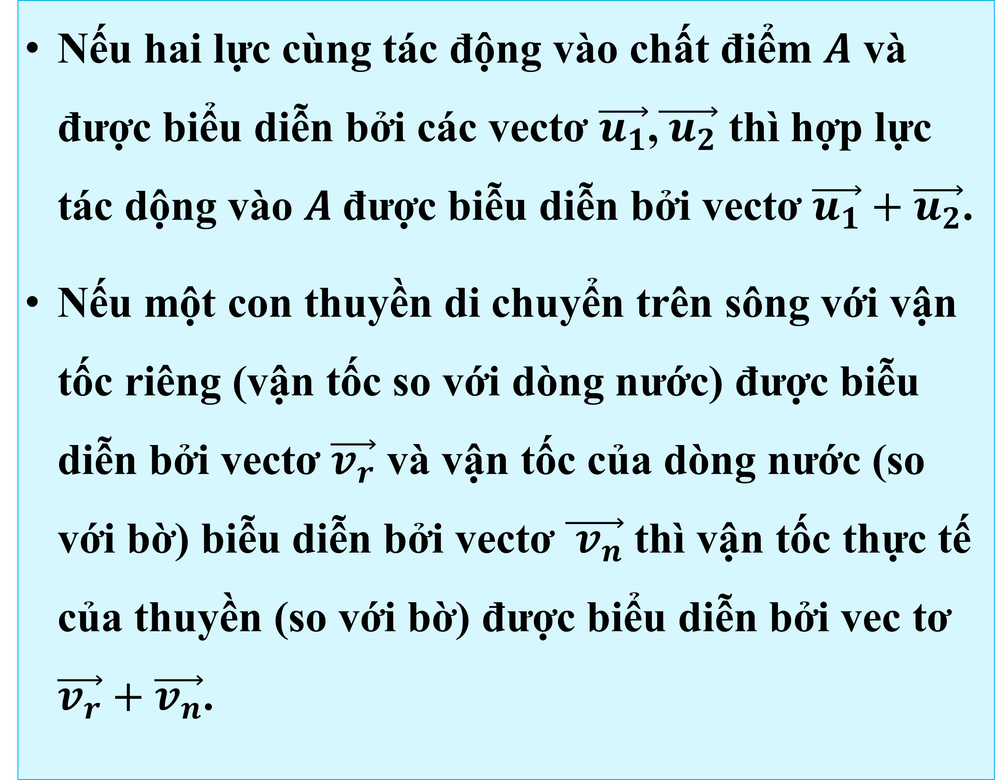 • Nếu hai lực cùng tác động vào chất điểm A và
được biểu diễn bởi các vectơ $\overrightarrow{u_1}, \overrightarrow{u_2}$ thì hợp lực
tác dộng vào A được biễu diễn bởi vectơ $\overrightarrow{u_1} + \overrightarrow{u_2}$.
• Nếu một con thuyền di chuyển trên sông với vận
tốc riêng (vận tốc so với dòng nước) được biễu
diễn bởi vectơ $\overrightarrow{v_r}$ và vận tốc của dòng nước (so
với bờ) biễu diễn bởi vectơ $\overrightarrow{v_n}$ thì vận tốc thực tế
của thuyền (so với bờ) được biểu diễn bởi vec tơ
$\overrightarrow{v_r} + \overrightarrow{v_n}$.